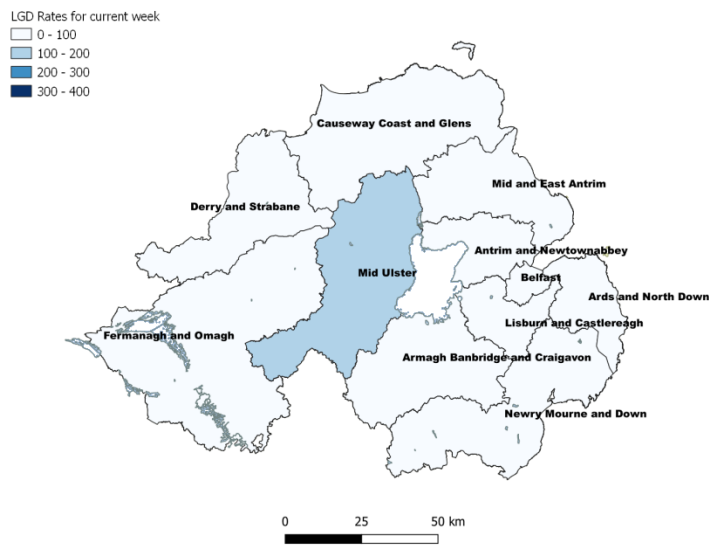 LGD Rates for current week
0 - 100
100 - 200
200 - 300
300 - 400
Causeway Coast and Glens
Mid and East Antrim
Derry and Strabane
Antrim and Newtownabbey
Mid Ulster
Belfast
Ards and North Down
Lisburn and Castlereagh
Fermanagh and Omagh
Armagh Banbridge and Craigavon
Newry Mourne and Down
0 25 50 km